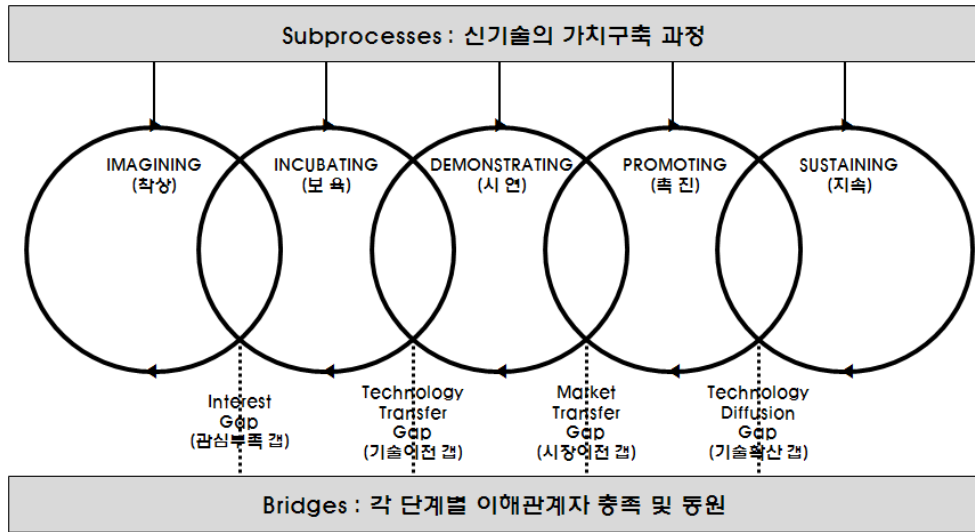 Subprocesses : 신기술의 가치구축 과정
IMAGINING
(착상)
INCUBATING
(보 육)
DEMONSTRATING
(시 연)
PROMOTING
(촉 진)
SUSTAINING
(지속)
Interest
Gap
(관심부족 갭)
Technology
Transfer
Gap
(기술이전 갭)
Market
Transfer
Gap
(시장이전 갭)
Technology
Diffusion
Gap
(기술확산 갭)
Bridges : 각 단계별 이해관계자 충족 및 동원